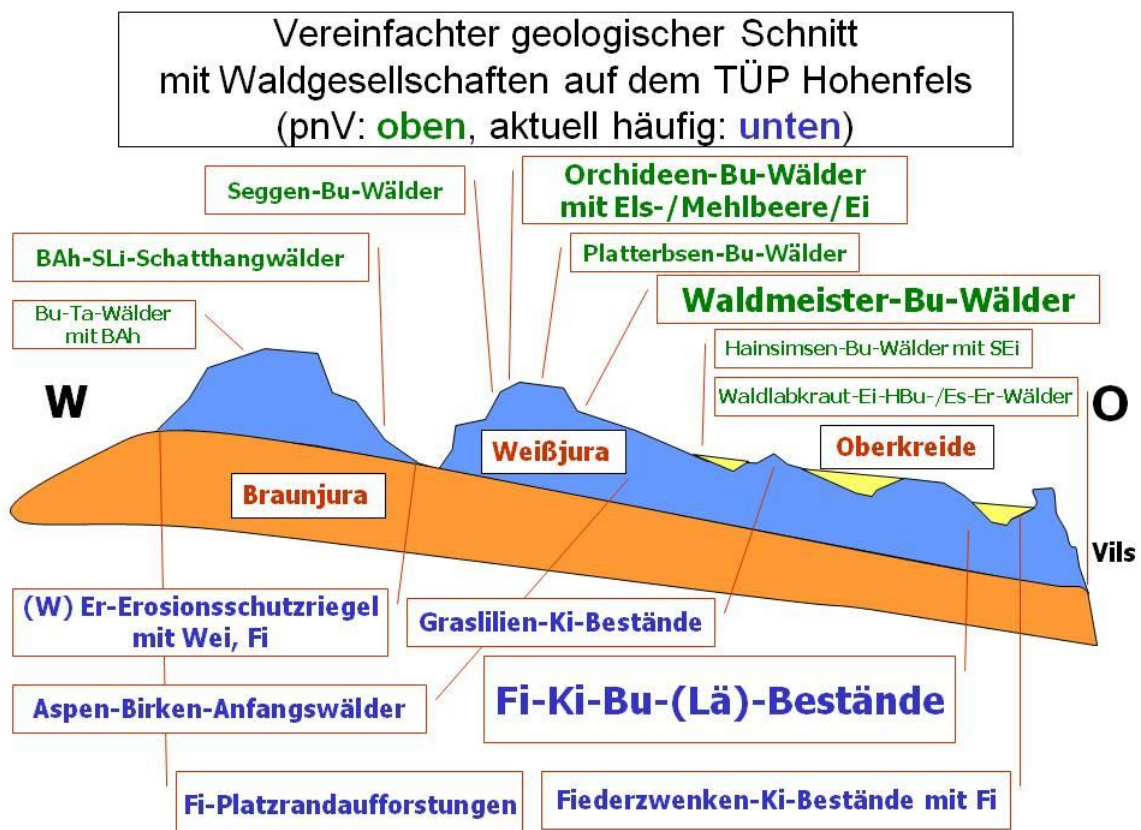 Vereinfachter geologischer Schnitt
mit Waldgesellschaften auf dem TÜP Hohenfels
(pnV: oben, aktuell häufig: unten)
Seggen-Bu-Wälder
Orchideen-Bu-Wälder
mit Els-/Mehlbeere/Ei
BAh-SLi-Schatthangwälder
Platterbsen-Bu-Wälder
Bu-Ta-Wälder
mit BAh
Waldmeister-Bu-Wälder
Hainsimsen-Bu-Wälder mit SEi
Waldlabkraut-Ei-HBu-/Es-Er-Wälder
W
O
Weißjura
Oberkreide
Braunjura
Vils
(W) Er-Erosionsschutzriegel
mit Wei, Fi
Graslilien-Ki-Bestände
Aspen-Birken-Anfangswälder
Fi-Ki-Bu-(Lä)-Bestände
Fi-Platzrandaufforstungen
Fiederzwenken-Ki-Bestände mit Fi